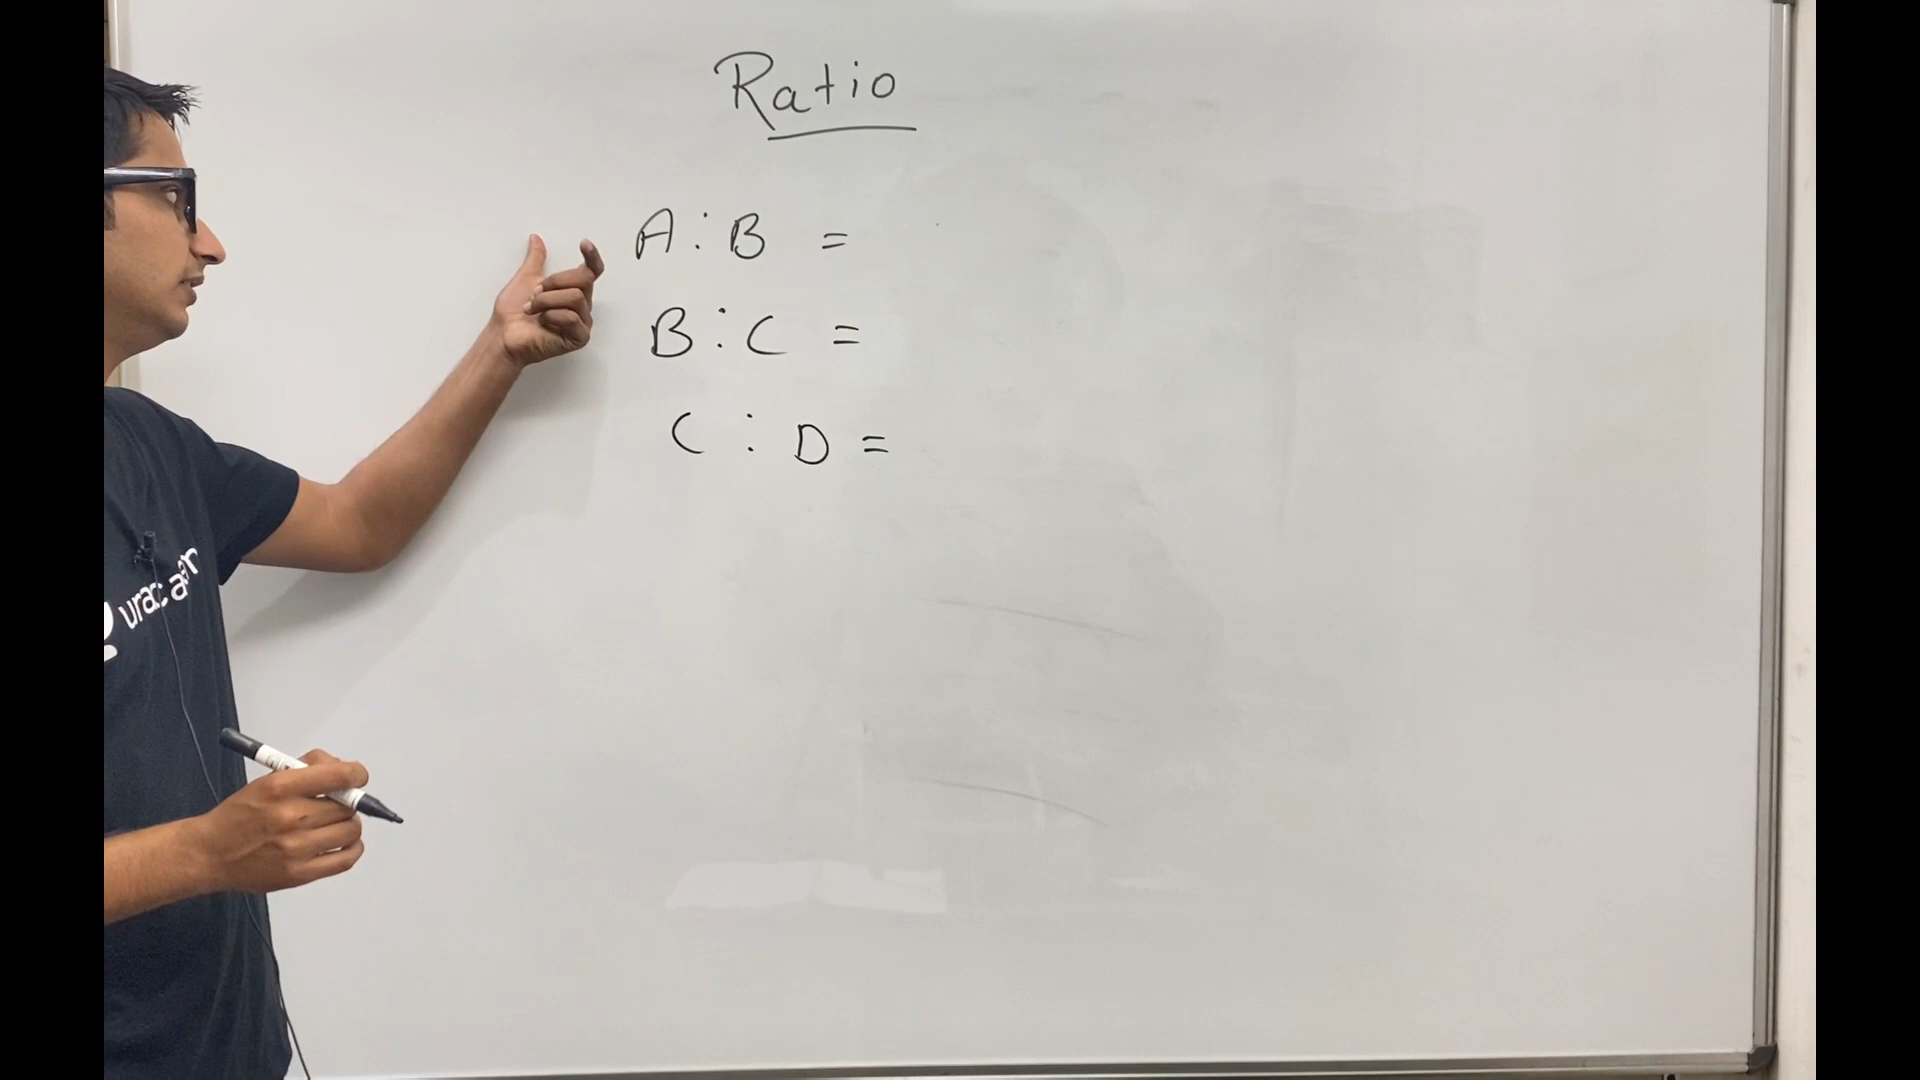 Ratio
A : B =
B : C =
C : D =